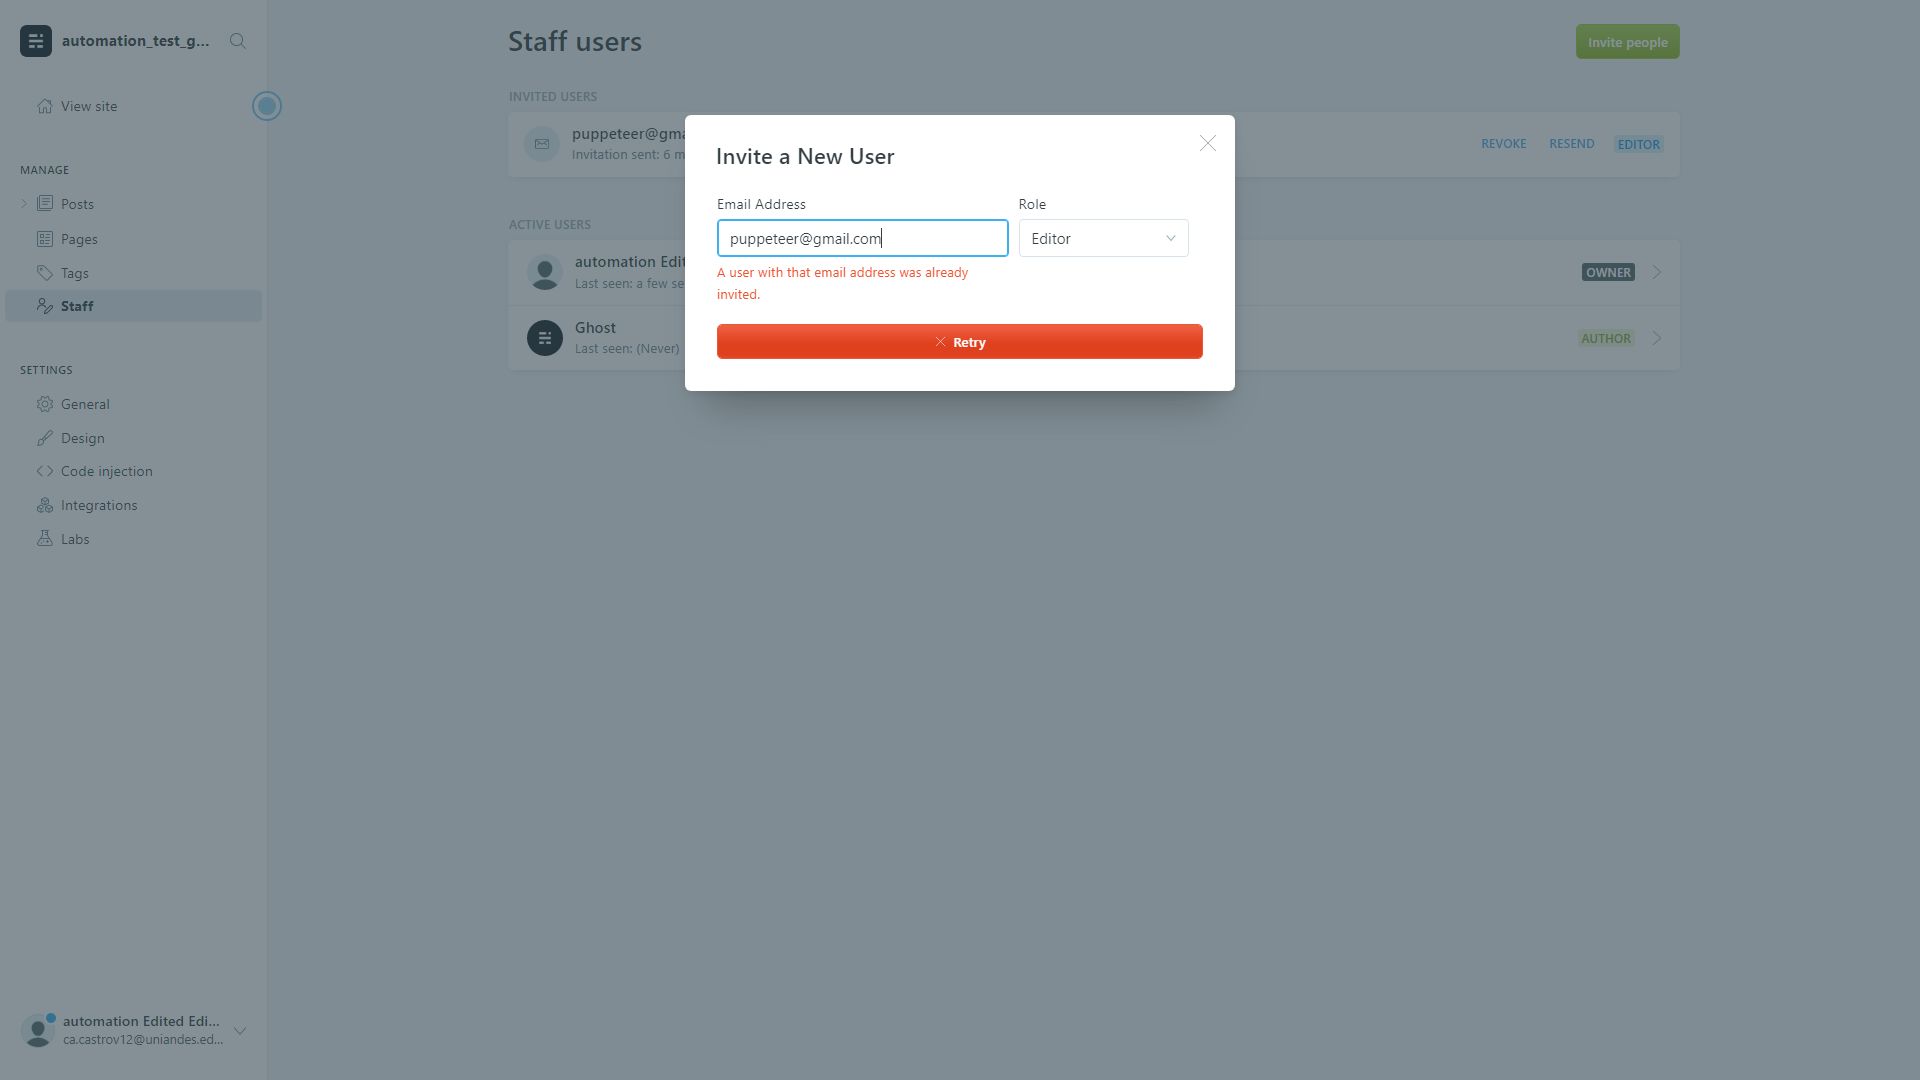 automation_test_g...
View site
MANAGE
Posts
Pages
Tags
Staff
SETTINGS
General
Design
Code injection
Integrations
Labs
automation Edited Edi...
ca.castrov12@uniandes.ed...
Staff users
Invite people
INVITED USERS
puppeteer@gma
Invitation sent: 6 m
REVOKE RESEND EDITOR
ACTIVE USERS
automation Edit
Last seen: a few se
OWNER
Ghost
Last seen: (Never)
AUTHOR
Invite a New User
Email Address Role
puppeteer@gmail.com Editor
A user with that email address was already
invited.
Retry